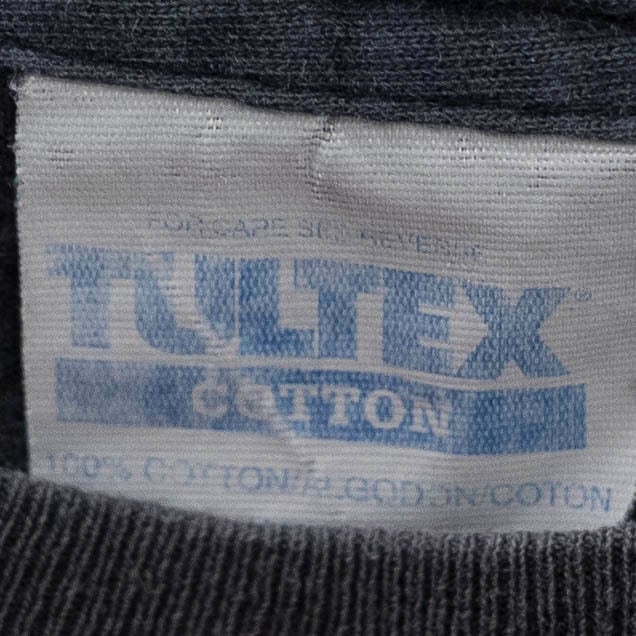 FOR CARE SEE REVERSE
TULTEX®
COTTON
100% COTTON/ALGODON/COTON